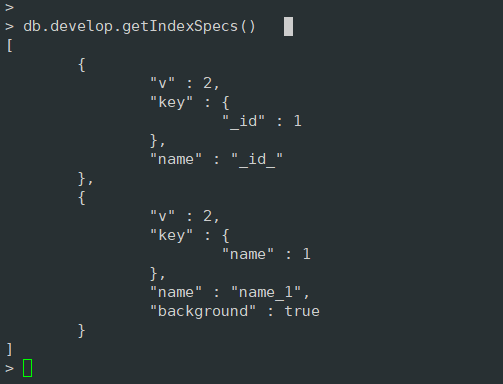 >
> db.develop.getIndexSpecs()
[
        {
                "v" : 2,
                "key" : {
                        "_id" : 1
                },
                "name" : "_id_"
        },
        {
                "v" : 2,
                "key" : {
                        "name" : 1
                },
                "name" : "name_1",
                "background" : true
        }
]
>